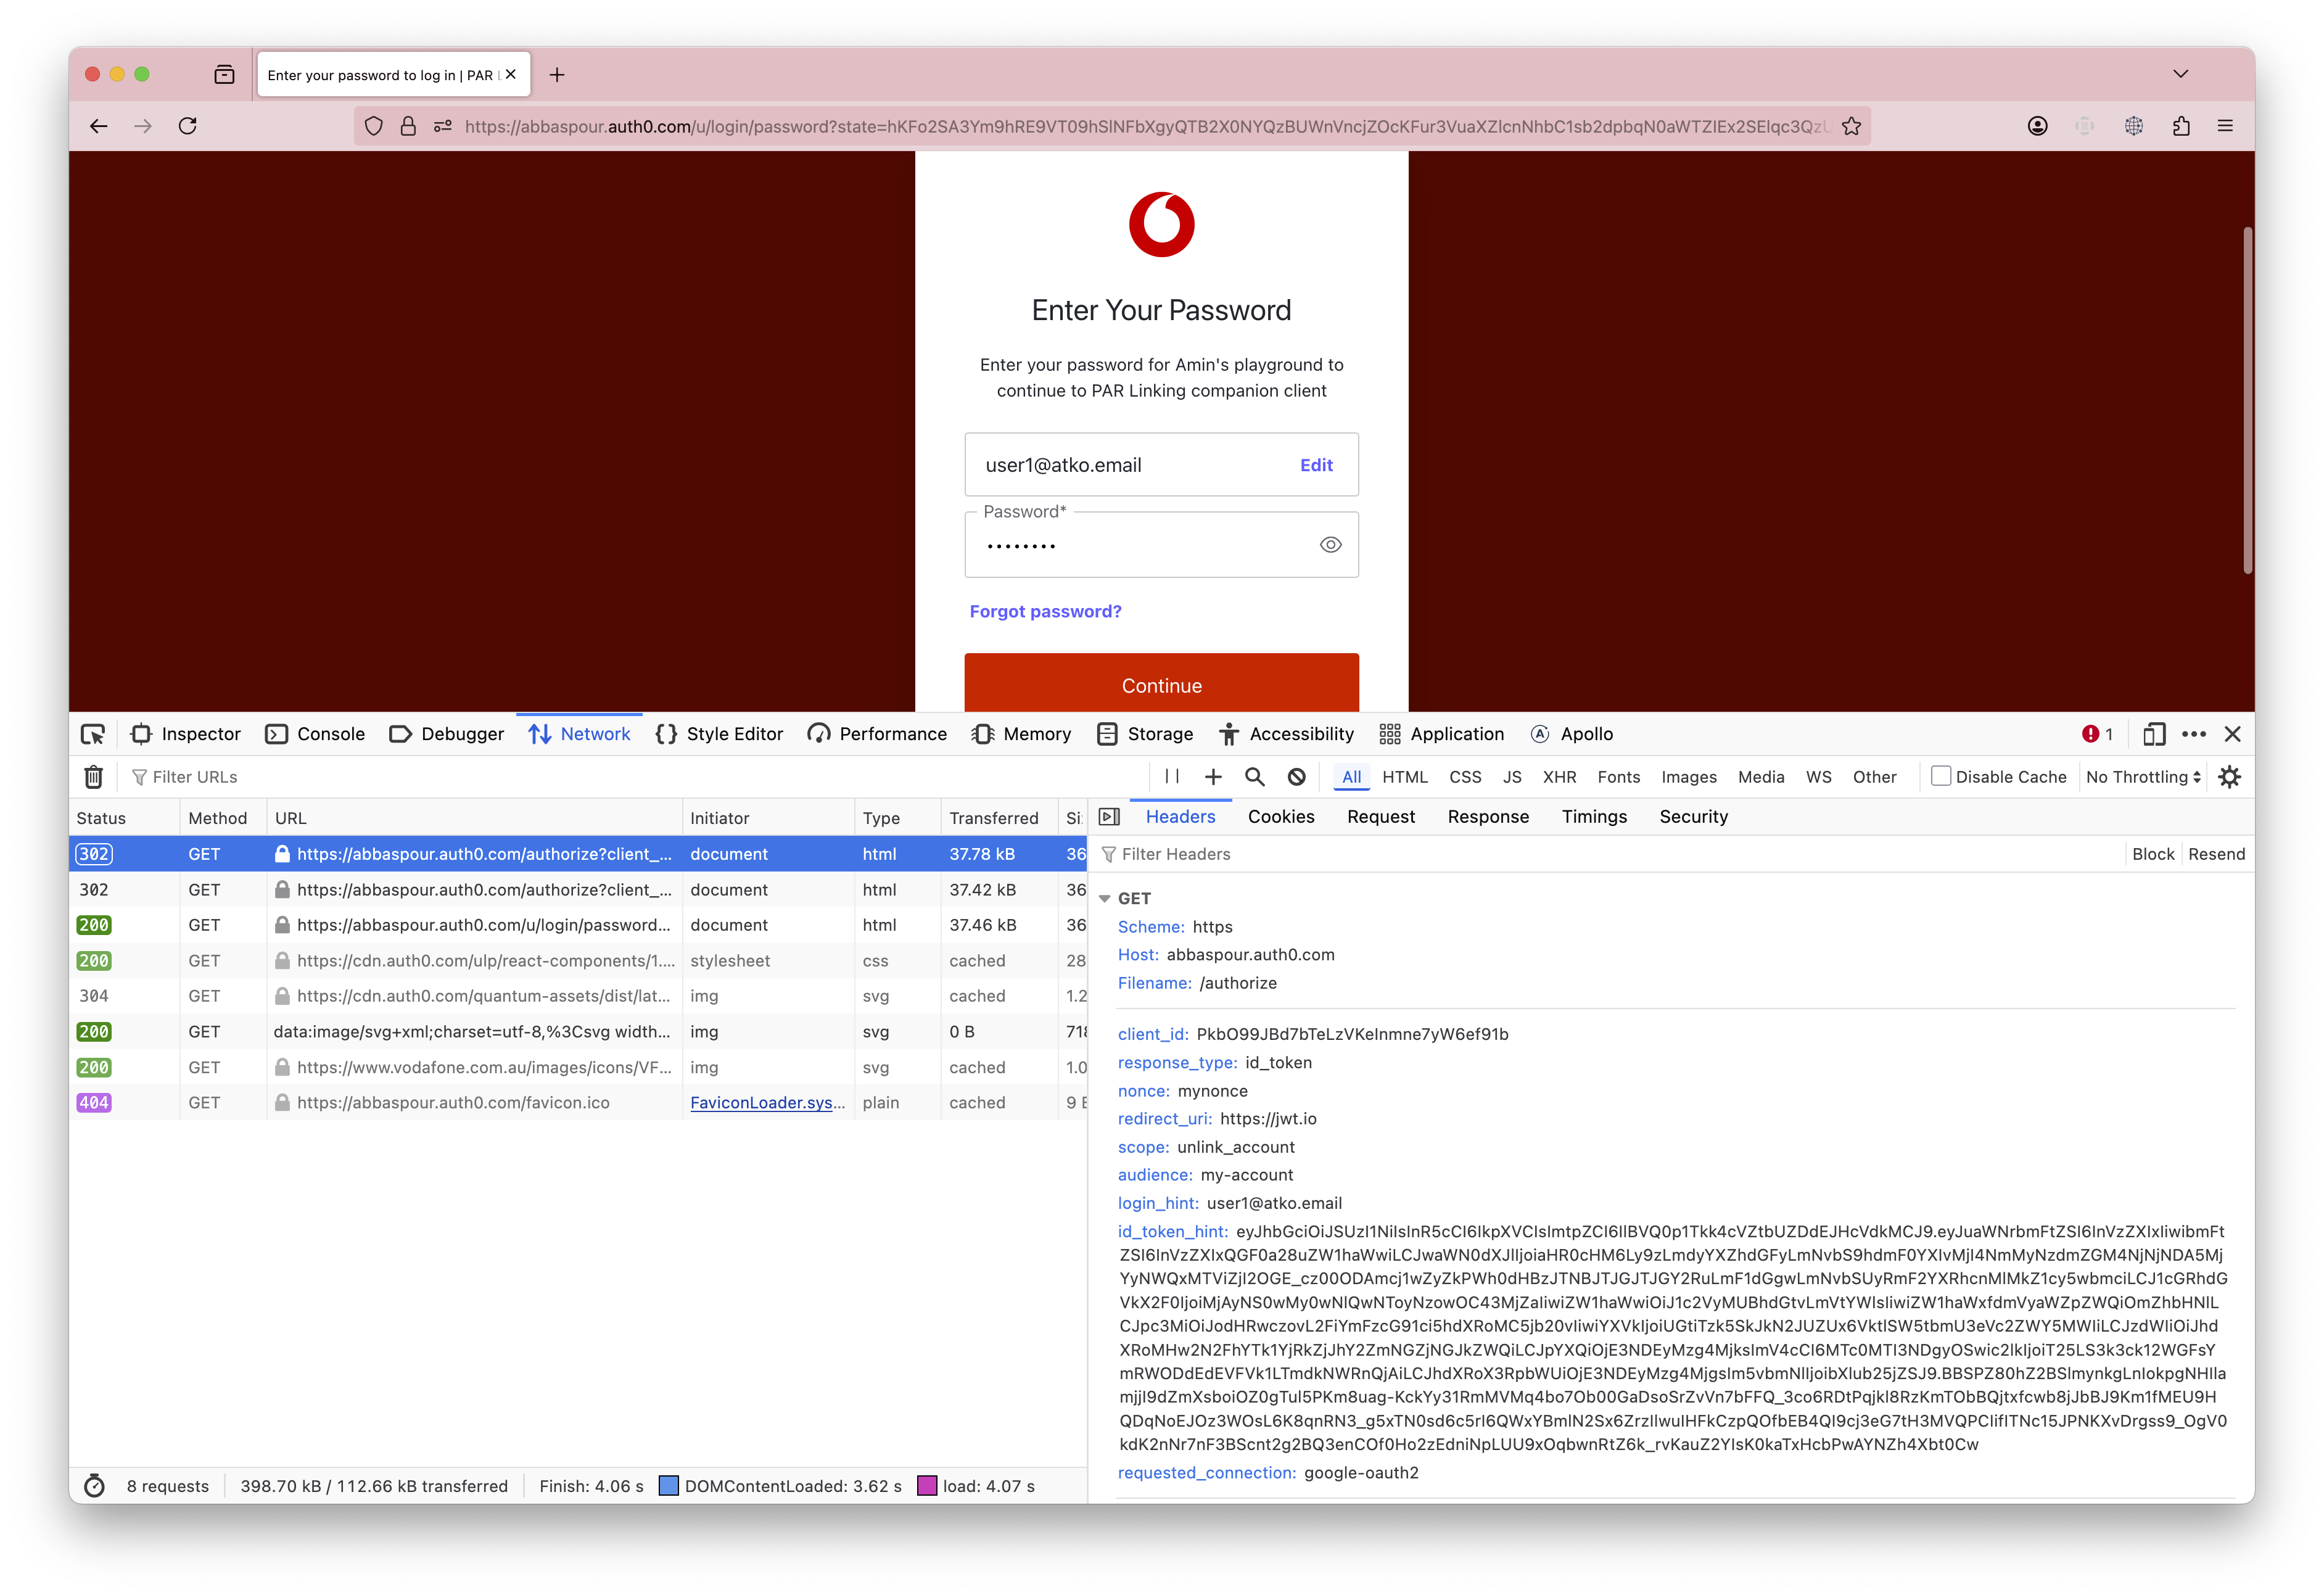 Enter your password to log in | PAR L
https://abbaspour.auth0.com/u/login/password?state=
Enter Your Password
Enter your password for Amin's playground to
continue to PAR Linking companion client
user1@atko.email Edit
Password*
Forgot password?
Continue
Inspector Console Debugger Network Style Editor Performance Memory Storage Accessibility Application Apollo 1
Filter URLs All HTML CSS JS XHR Fonts Images Media WS Other Disable Cache No Throttling
Status Method URL Initiator Type Transferred Si
Headers Cookies Request Response Timings Security
302 GET https://abbaspour.auth0.com/authorize?client_... document html 37.78 kB 36
302 GET https://abbaspour.auth0.com/authorize?client_... document html 37.42 kB 36
200 GET https://abbaspour.auth0.com/u/login/password... document html 37.46 kB 36
200 GET https://cdn.auth0.com/ulp/react-components/1.... stylesheet css cached 28
304 GET https://cdn.auth0.com/quantum-assets/dist/lat... img svg cached 1.2
200 GET data:image/svg+xml;charset=utf-8,%3Csvg width... img svg 0 B 718
200 GET https://www.vodafone.com.au/images/icons/VF... img svg cached 1.0
404 GET https://abbaspour.auth0.com/favicon.ico FaviconLoader.sys... plain cached 9 B
Filter Headers Block Resend
GET
Scheme: https
Host: abbaspour.auth0.com
Filename: /authorize
client_id:
response_type: id_token
nonce: mynonce
redirect_uri: https://jwt.io
scope: unlink_account
audience: my-account
login_hint: user1@atko.email
id_token_hint:
requested_connection: google-oauth2
8 requests 398.70 kB / 112.66 kB transferred Finish: 4.06 s DOMContentLoaded: 3.62 s load: 4.07 s